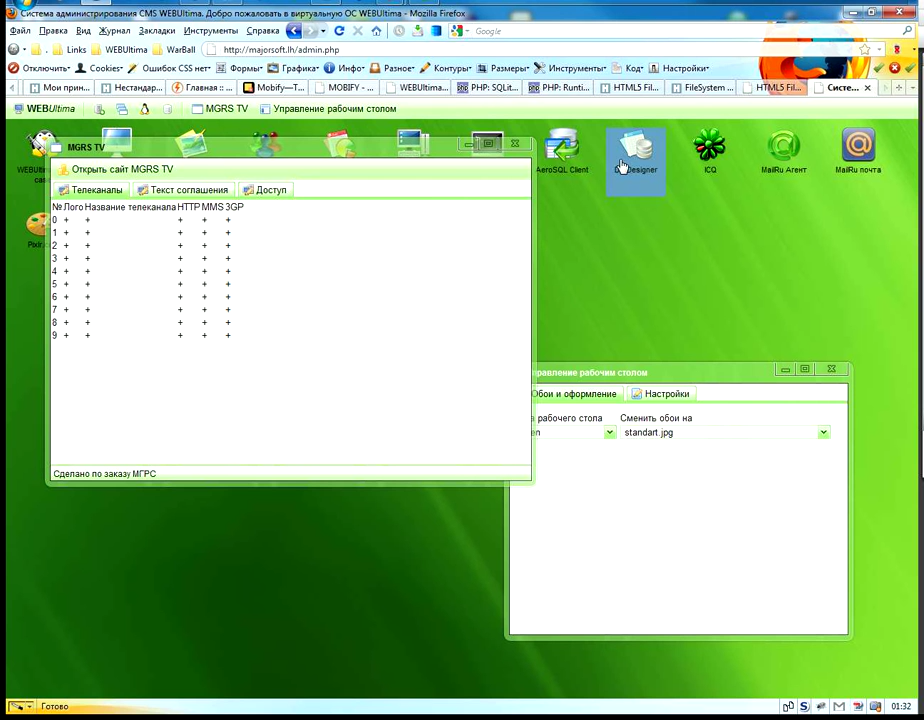 Система администрирования CMS WEBUltima. Добро пожаловать в виртуальную ОС WEBUltima - Mozilla Firefox
Файл Правка Вид Журнал Закладки Инструменты Справка Google
Links WEBUltima WarBall http://majorsoft.lh/admin.php
Отключить Cookies Ошибок CSS нет Графика Формы Инфо Разное Контуры Размеры Инструменты Код Настройки
Мои прин... Нестандар... Главная :: ... Mobify—T... MOBIFY - ... WEBUltima... PHP: SQLit... PHP: Runti... HTML5 Fil... FileSystem ... HTML5 Fil... Систе...
WEBUltima MGRS TV Управление рабочим столом
MGRS TV
Открыть сайт MGRS TV
Телеканалы Текст соглашения Доступ
№ Лого Название телеканала HTTP MMS 3GP
0 + + + + +
1 + + + + +
2 + + + + +
3 + + + + +
4 + + + + +
5 + + + + +
6 + + + + +
7 + + + + +
8 + + + + +
9 + + + + +
Сделано по заказу МГРС
AeroSQL Client
ICQ
MailRu Агент
MailRu почта
правление рабочим столом
Обои и оформление Настройки
а рабочего стола Сменить обои на
en standart.jpg
Готово 01:32